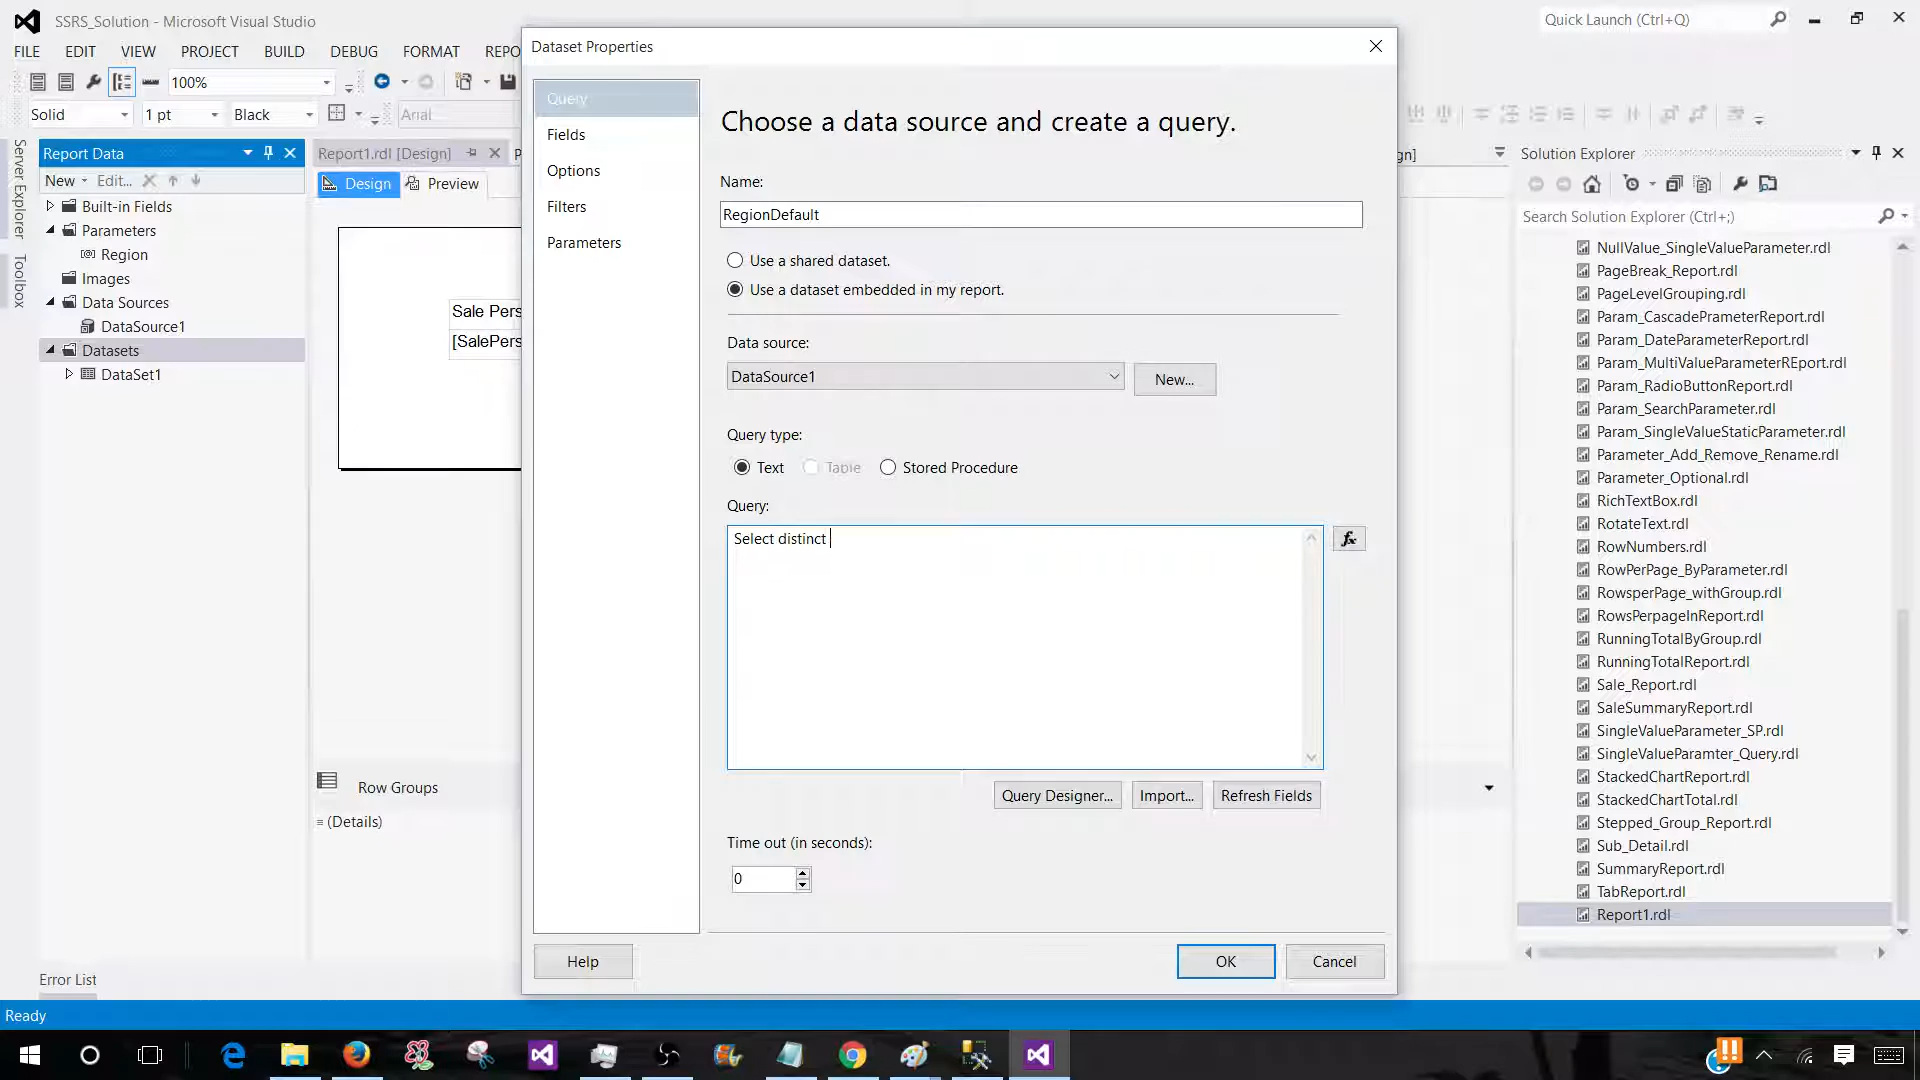 SSRS_Solution - Microsoft Visual Studio
Quick Launch (Ctrl+Q)
FILE EDIT VIEW PROJECT BUILD DEBUG FORMAT REPO
100%
Solid 1 pt Black Arial
Server Explorer
Toolbox
Report Data
New Edit...
Built-in Fields
Parameters
Region
Images
Data Sources
DataSource1
Datasets
DataSet1
Report1.rdl [Design]
Design Preview
Sale Pers
[SalePers
Row Groups
(Details)
Error List
Ready
Dataset Properties
Query
Fields
Options
Filters
Parameters
Choose a data source and create a query.
Name:
RegionDefault
Use a shared dataset.
Use a dataset embedded in my report.
Data source:
DataSource1
New...
Query type:
Text Table Stored Procedure
Query:
Select distinct
fx
Query Designer... Import... Refresh Fields
Time out (in seconds):
0
Help OK Cancel
gn]
Solution Explorer
Search Solution Explorer (Ctrl+;)
NullValue_SingleValueParameter.rdl
PageBreak_Report.rdl
PageLevelGrouping.rdl
Param_CascadePrameterReport.rdl
Param_DateParameterReport.rdl
Param_MultiValueParameterREport.rdl
Param_RadioButtonReport.rdl
Param_SearchParameter.rdl
Param_SingleValueStaticParameter.rdl
Parameter_Add_Remove_Rename.rdl
Parameter_Optional.rdl
RichTextBox.rdl
RotateText.rdl
RowNumbers.rdl
RowPerPage_ByParameter.rdl
RowsperPage_withGroup.rdl
RowsPerpageInReport.rdl
RunningTotalByGroup.rdl
RunningTotalReport.rdl
Sale_Report.rdl
SaleSummaryReport.rdl
SingleValueParameter_SP.rdl
SingleValueParamter_Query.rdl
StackedChartReport.rdl
StackedChartTotal.rdl
Stepped_Group_Report.rdl
Sub_Detail.rdl
SummaryReport.rdl
TabReport.rdl
Report1.rdl